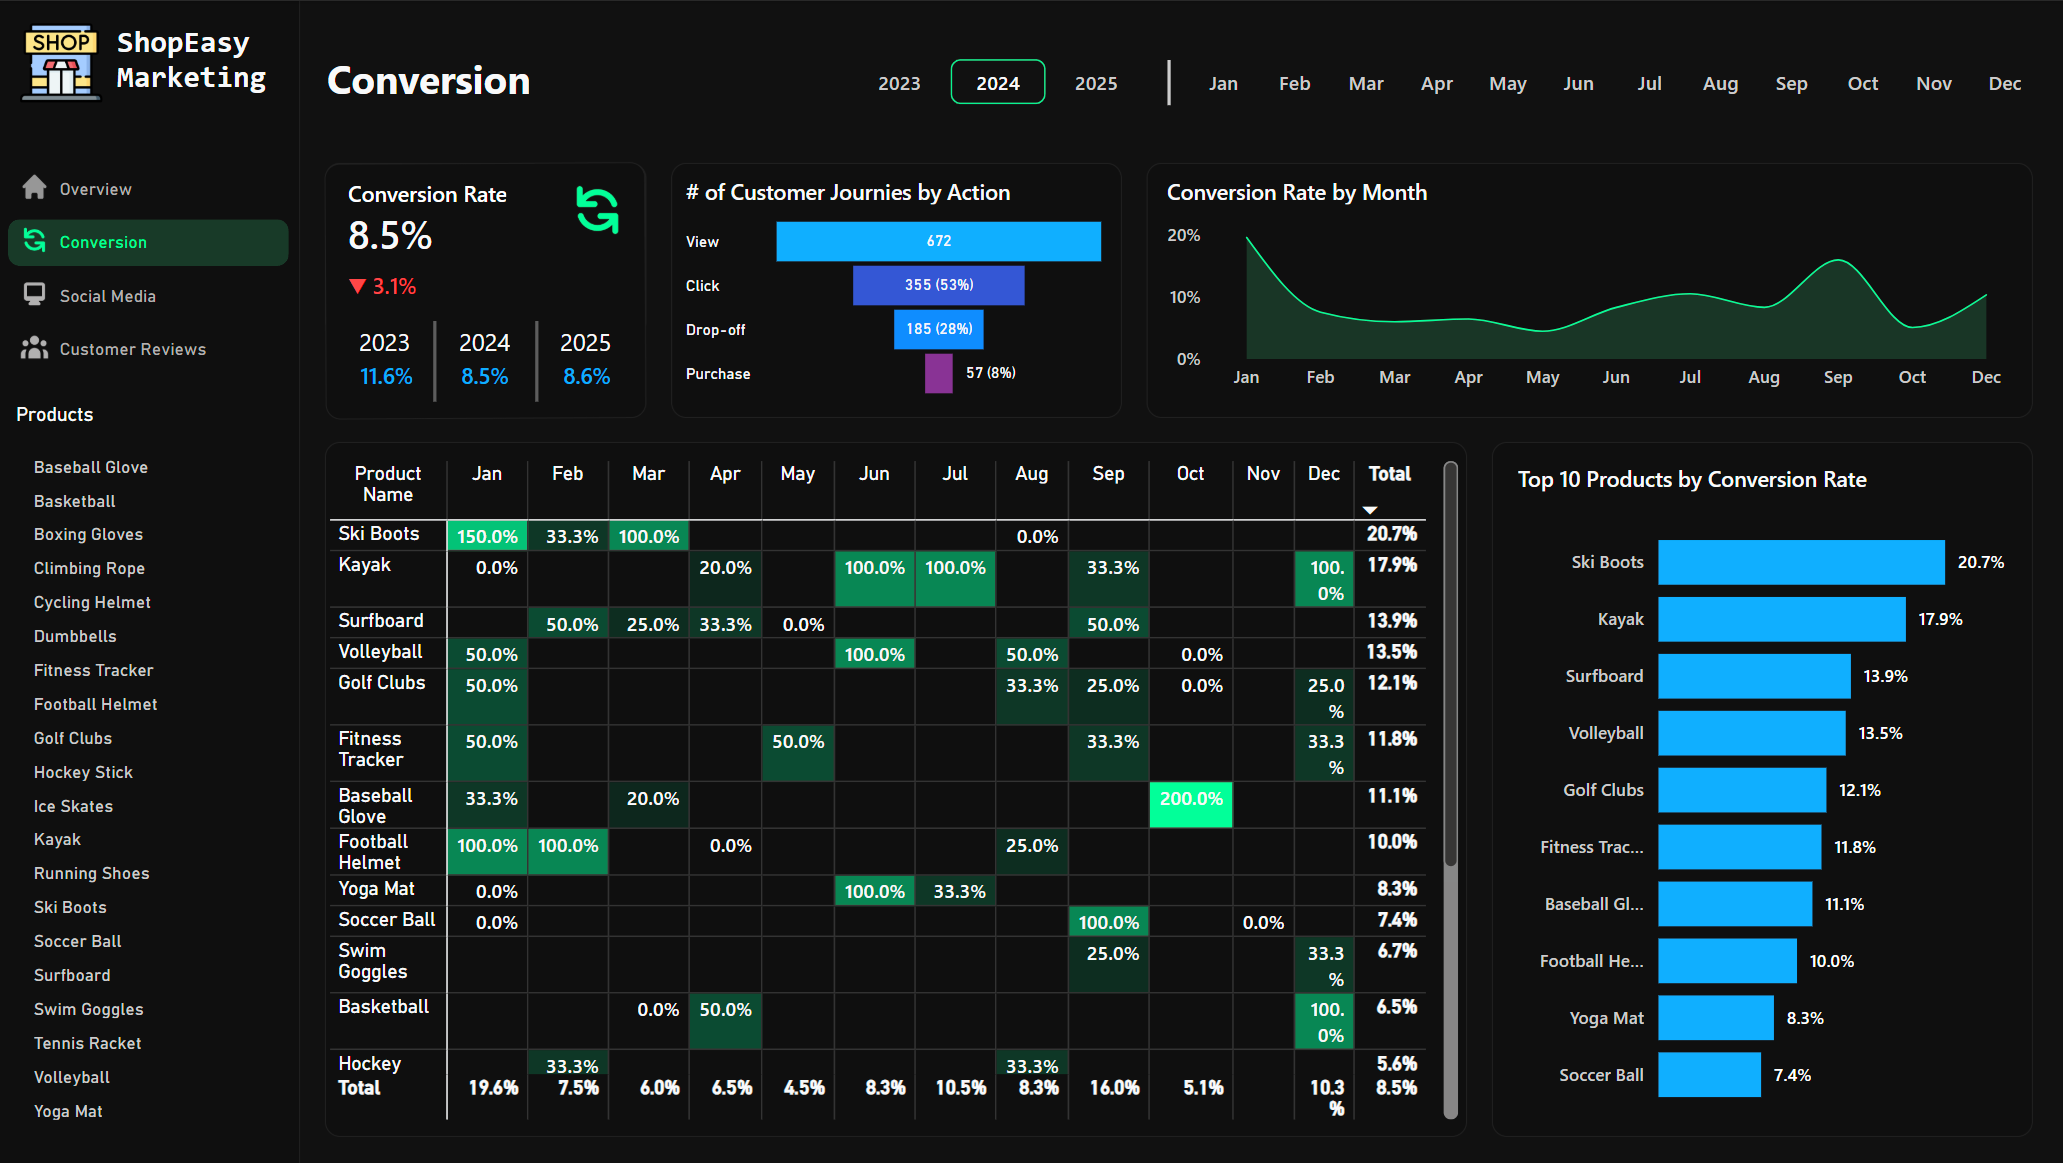 SHOP
ShopEasy
Marketing
Overview
Conversion
Social Media
Customer Reviews
Products
Baseball Glove
Basketball
Boxing Gloves
Climbing Rope
Cycling Helmet
Dumbbells
Fitness Tracker
Football Helmet
Golf Clubs
Hockey Stick
Ice Skates
Kayak
Running Shoes
Ski Boots
Soccer Ball
Surfboard
Swim Goggles
Tennis Racket
Volleyball
Yoga Mat
Conversion
2023 2024 2025 Jan Feb Mar Apr May Jun Jul Aug Sep Oct Nov Dec
Conversion Rate
8.5%
▼ 3.1%
2023 2024 2025
11.6% 8.5% 8.6%
# of Customer Journies by Action
View 672
Click 355 (53%)
Drop-off 185 (28%)
Purchase 57 (8%)
Conversion Rate by Month
20%
10%
0%
Jan Feb Mar Apr May Jun Jul Aug Sep Oct Dec
Product Name Jan Feb Mar Apr May Jun Jul Aug Sep Oct Nov Dec Total
Ski Boots 150.0% 33.3% 100.0% 0.0% 20.7%
Kayak 0.0% 20.0% 100.0% 100.0% 33.3% 100.0% 17.9%
Surfboard 50.0% 25.0% 33.3% 0.0% 50.0% 13.9%
Volleyball 50.0% 100.0% 50.0% 0.0% 13.5%
Golf Clubs 50.0% 33.3% 25.0% 0.0% 25.0% 12.1%
Fitness Tracker 50.0% 50.0% 33.3% 33.3% 11.8%
Baseball Glove 33.3% 20.0% 200.0% 11.1%
Football Helmet 100.0% 100.0% 0.0% 25.0% 10.0%
Yoga Mat 0.0% 100.0% 33.3% 8.3%
Soccer Ball 0.0% 100.0% 0.0% 7.4%
Swim Goggles 25.0% 33.3% 6.7%
Basketball 0.0% 50.0% 100.0% 6.5%
Hockey 33.3% 33.3% 5.6%
Total 19.6% 7.5% 6.0% 6.5% 4.5% 8.3% 10.5% 8.3% 16.0% 5.1% 10.3% 8.5%
Top 10 Products by Conversion Rate
Ski Boots 20.7%
Kayak 17.9%
Surfboard 13.9%
Volleyball 13.5%
Golf Clubs 12.1%
Fitness Trac... 11.8%
Baseball Gl... 11.1%
Football He... 10.0%
Yoga Mat 8.3%
Soccer Ball 7.4%